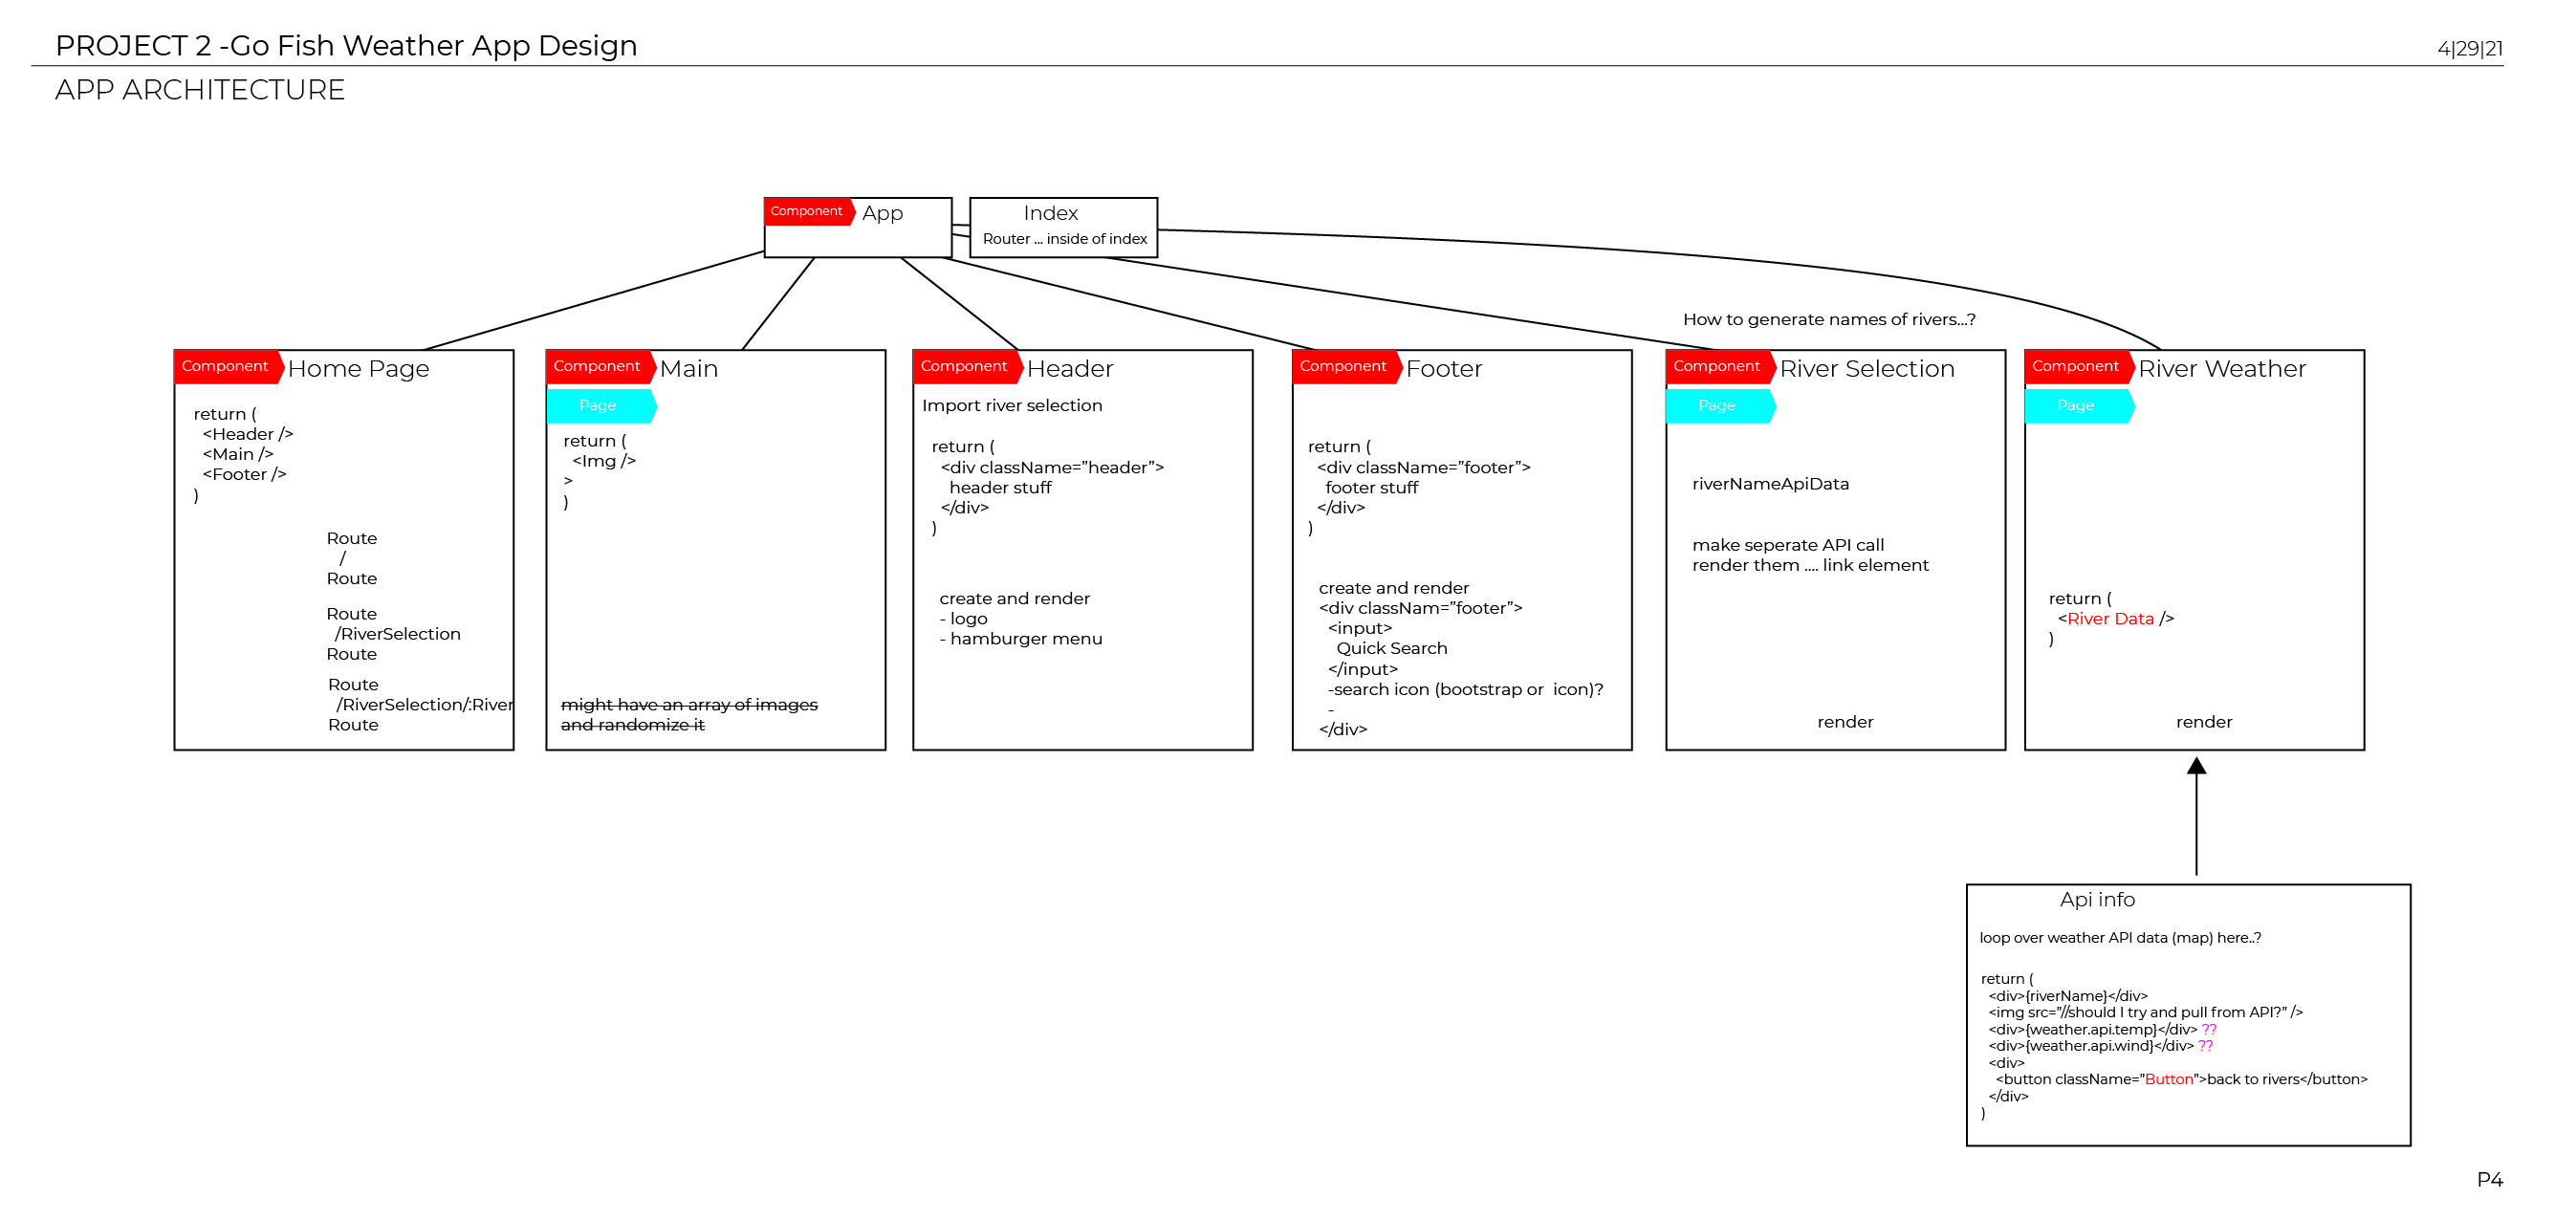 PROJECT 2 -Go Fish Weather App Design
4|29|21
APP ARCHITECTURE
Component
App
Index
Router ... inside of index
How to generate names of rivers...?
Component
Home Page
return (
<Header />
<Main />
<Footer />
)
Route
/
Route
Route
/RiverSelection
Route
Route
/RiverSelection/:River
Route
Component
Main
Page
return (
<Img />
>
)
might have an array of images
and randomize it
Component
Header
Import river selection
return (
<div className=”header”>
header stuff
</div>
)
create and render
- logo
- hamburger menu
Component
Footer
return (
<div className=”footer”>
footer stuff
</div>
)
create and render
<div classNam=”footer”>
<input>
Quick Search
</input>
-search icon (bootstrap or  icon)?
-
</div>
Component
River Selection
Page
riverNameApiData
make seperate API call
render them .... link element
render
Component
River Weather
Page
return (
<River Data />
)
render
Api info
loop over weather API data (map) here..?
return (
<div>{riverName}</div>
<img src=”//should I try and pull from API?” />
<div>{weather.api.temp}</div> ??
<div>{weather.api.wind}</div> ??
<div>
<button className=”Button”>back to rivers</button>
</div>
)
P4